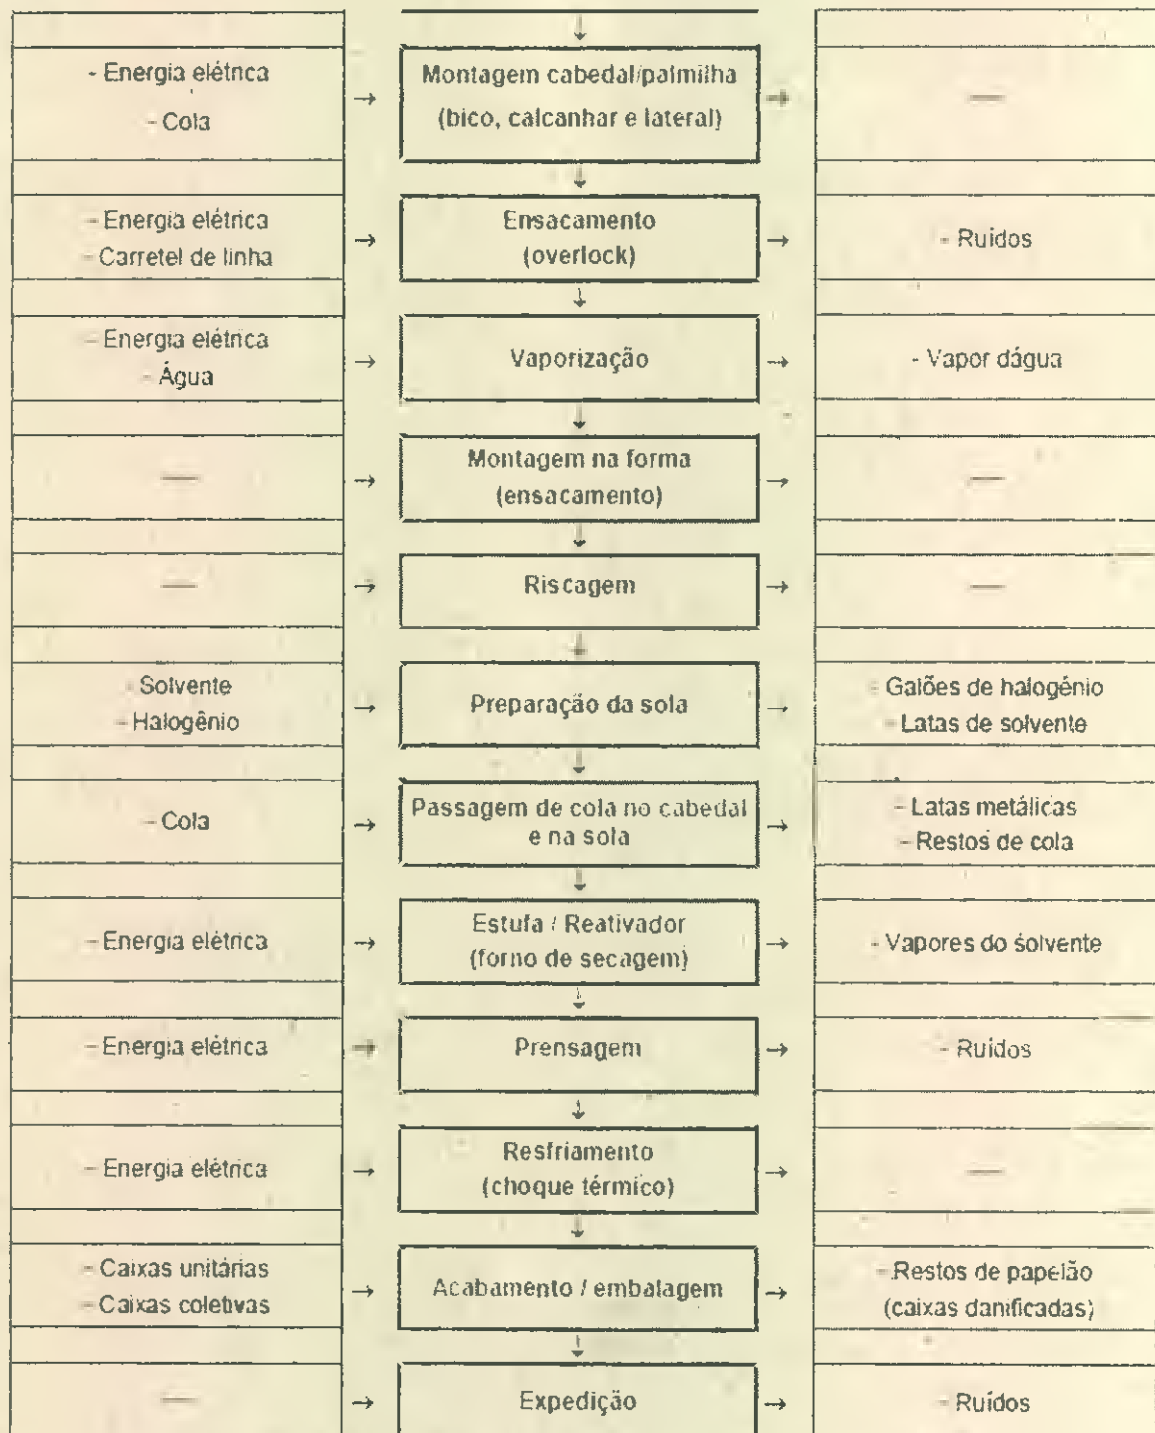 - Energia elétrica
- Cola
→
Montagem cabedal/palmilha
(bico, calcanhar e lateral)
→
—
- Energia elétrica
- Carretel de linha
→
Ensacamento
(overlock)
→
- Ruídos
- Energia elétrica
- Água
→
Vaporização
→
- Vapor dágua
—
→
Montagem na forma
(ensacamento)
→
—
—
→
Riscagem
→
—
- Solvente
- Halogênio
→
Preparação da sola
→
- Galões de halogênio
- Latas de solvente
- Cola
→
Passagem de cola no cabedal
e na sola
→
- Latas metálicas
- Restos de cola
- Energia elétrica
→
Estufa / Reativador
(forno de secagem)
→
- Vapores do solvente
- Energia elétrica
→
Prensagem
→
- Ruídos
- Energia elétrica
→
Resfriamento
(choque térmico)
→
—
- Caixas unitárias
- Caixas coletivas
→
Acabamento / embalagem
→
- Restos de papelão
(caixas danificadas)
—
→
Expedição
→
- Ruídos